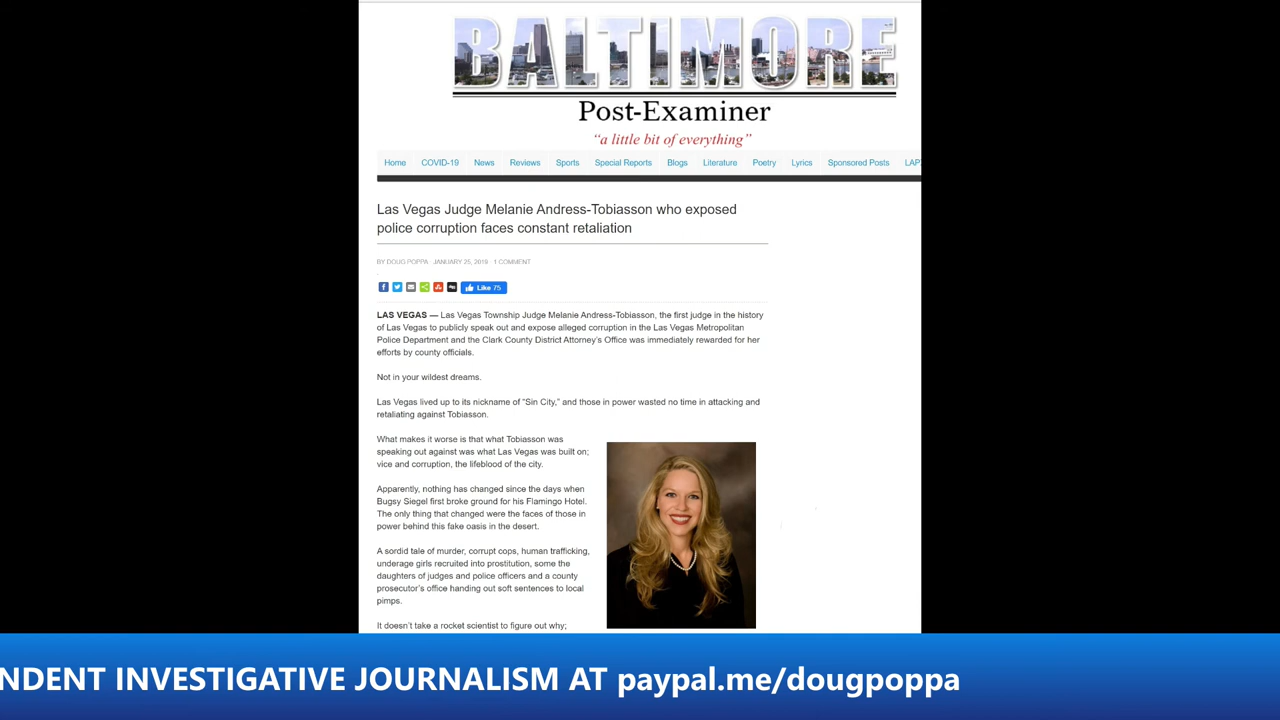 BALTIMORE
Post-Examiner
“a little bit of everything”
Home COVID-19 News Reviews Sports Special Reports Blogs Literature Poetry Lyrics Sponsored Posts LAP
Las Vegas Judge Melanie Andress-Tobiasson who exposed
police corruption faces constant retaliation
BY DOUG POPPA · JANUARY 25, 2019 · 1 COMMENT
Like 75
LAS VEGAS — Las Vegas Township Judge Melanie Andress-Tobiasson, the first judge in the history
of Las Vegas to publicly speak out and expose alleged corruption in the Las Vegas Metropolitan
Police Department and the Clark County District Attorney’s Office was immediately rewarded for her
efforts by county officials.
Not in your wildest dreams.
Las Vegas lived up to its nickname of “Sin City,” and those in power wasted no time in attacking and
retaliating against Tobiasson.
What makes it worse is that what Tobiasson was
speaking out against was what Las Vegas was built on;
vice and corruption, the lifeblood of the city.
Apparently, nothing has changed since the days when
Bugsy Siegel first broke ground for his Flamingo Hotel.
The only thing that changed were the faces of those in
power behind this fake oasis in the desert.
A sordid tale of murder, corrupt cops, human trafficking,
underage girls recruited into prostitution, some the
daughters of judges and police officers and a county
prosecutor’s office handing out soft sentences to local
pimps.
It doesn’t take a rocket scientist to figure out why;
NDENT INVESTIGATIVE JOURNALISM AT paypal.me/dougpoppa